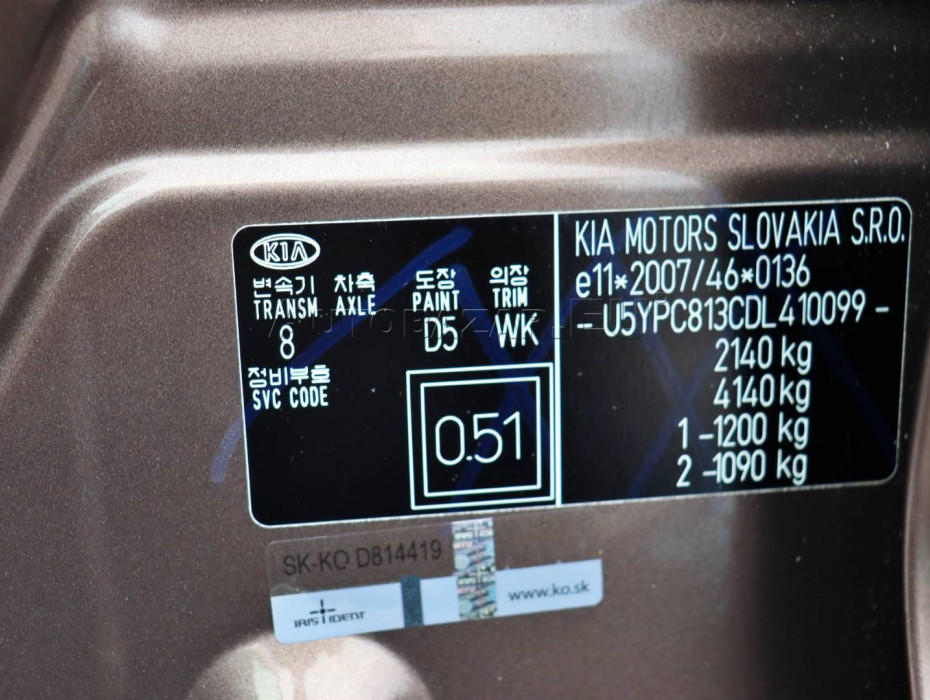 KIA
변속기 차축 도장 의장
TRANSM AXLE PAINT TRIM
8 D5 WK
정비부호
SVC CODE
0.51
KIA MOTORS SLOVAKIA S.R.O.
e11*2007/46*0136
- U5YPC813CDL410099 -
2140 kg
4140 kg
1 -1200 kg
2 -1090 kg
AUTOBAZAR.EU
SK-KO D814419
IRIS IDENT
www.ko.sk